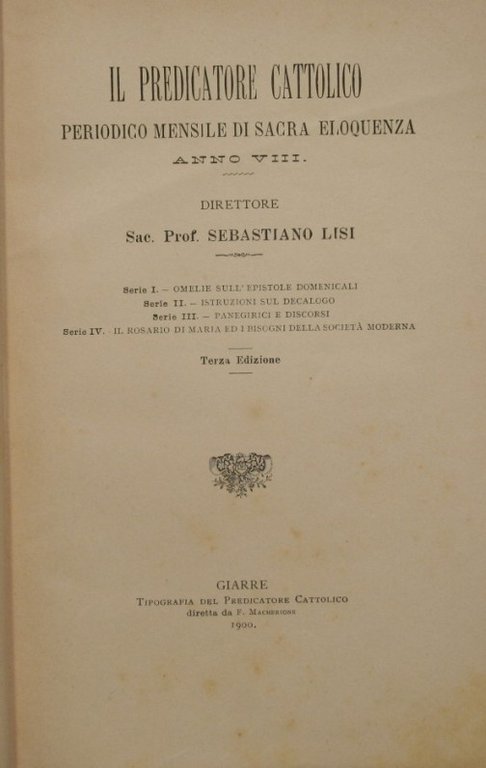 IL PREDICATORE CATTOLICO
PERIODICO MENSILE DI SACRA ELOQUENZA
ANNO VIII.
DIRETTORE
Sac. Prof. SEBASTIANO LISI
Serie I. - OMELIE SULL' EPISTOLE DOMENICALI
Serie II. - ISTRUZIONI SUL DECALOGO
Serie III. - PANEGIRICI E DISCORSI
Serie IV. - IL ROSARIO DI MARIA ED I BISOGNI DELLA SOCIETÀ MODERNA
Terza Edizione
GIARRE
TIPOGRAFIA DEL PREDICATORE CATTOLICO
diretta da F. MACHERIONE
1900.